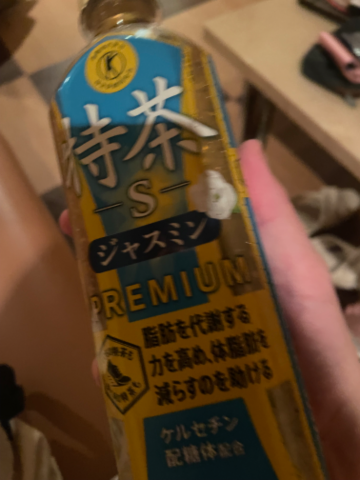 特茶
S
ジャスミン
PREMIUM
脂肪を代謝する
力を高め、体脂肪を
減らすのを助ける
ケルセチン
配糖体配合